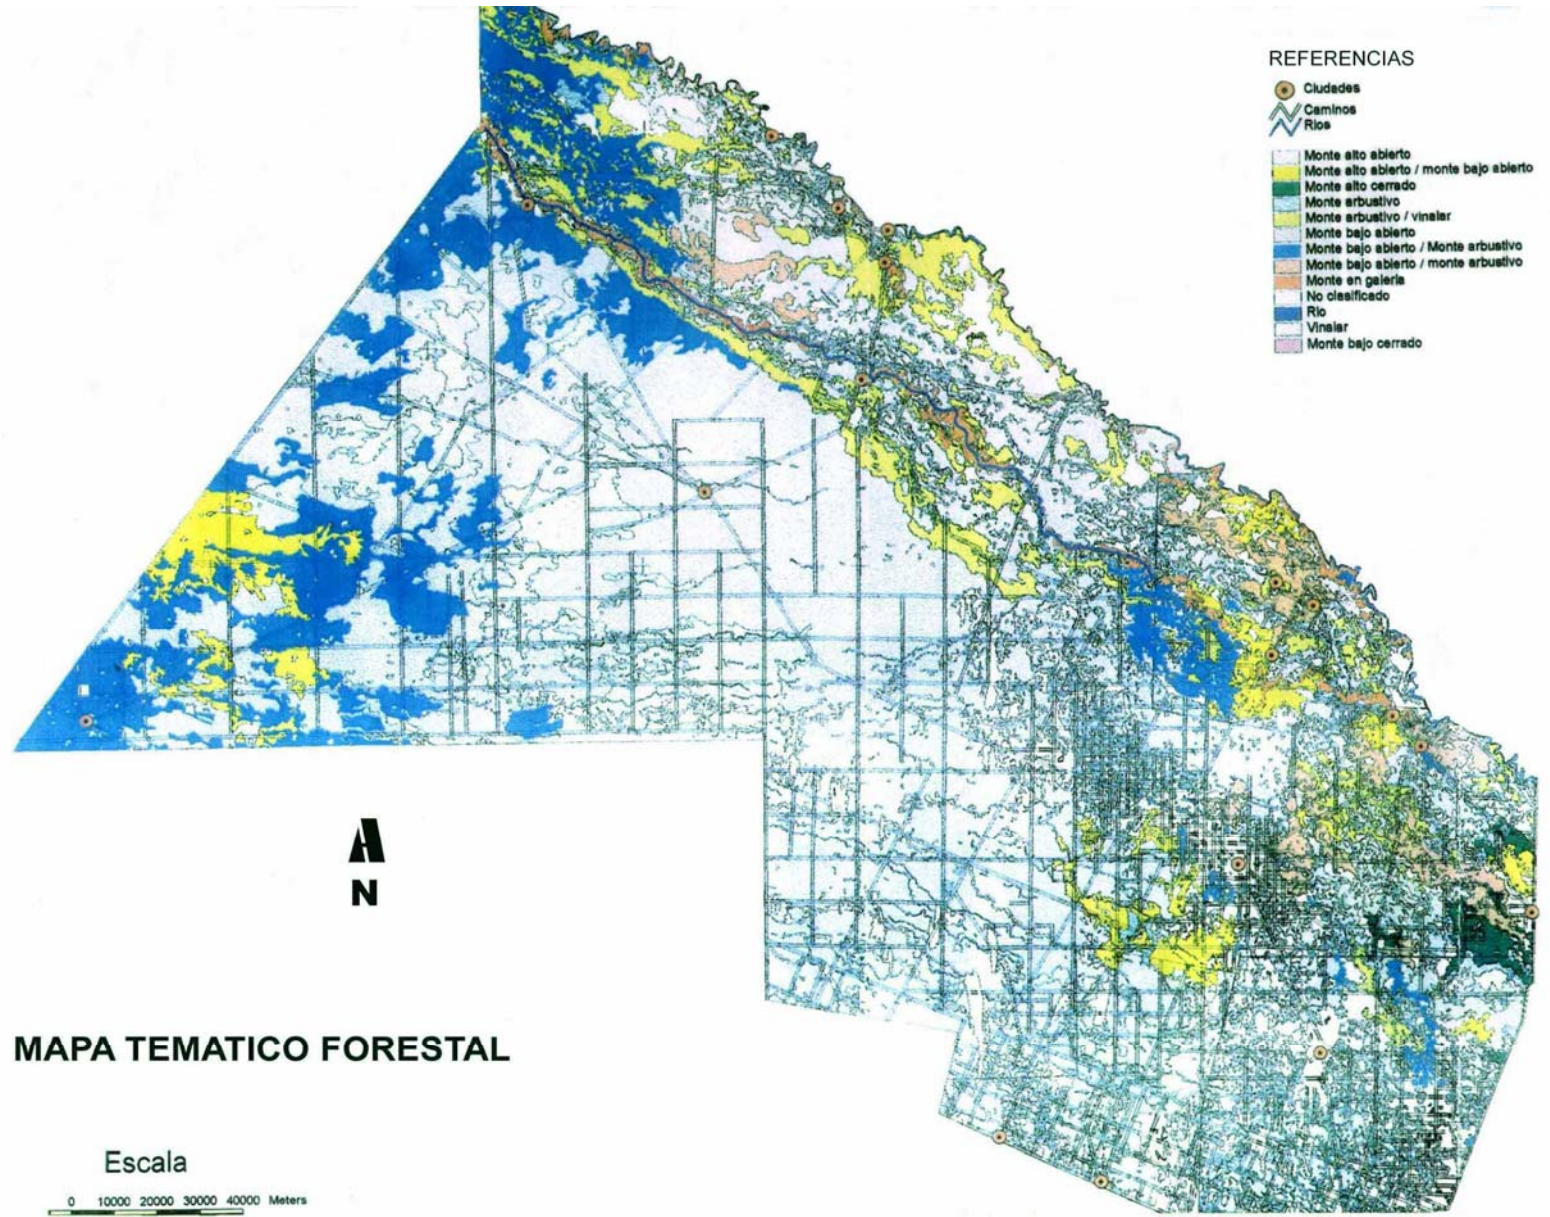 REFERENCIAS
Ciudades
Caminos
Rios
Monte alto abierto
Monte alto abierto / monte bajo abierto
Monte alto cerrado
Monte arbustivo
Monte arbustivo / vinalar
Monte bajo abierto
Monte bajo abierto / Monte arbustivo
Monte bajo abierto / monte arbustivo
Monte en galeria
No clasificado
Rio
Vinalar
Monte bajo cerrado
N
MAPA TEMATICO FORESTAL
Escala
0 10000 20000 30000 40000 Meters